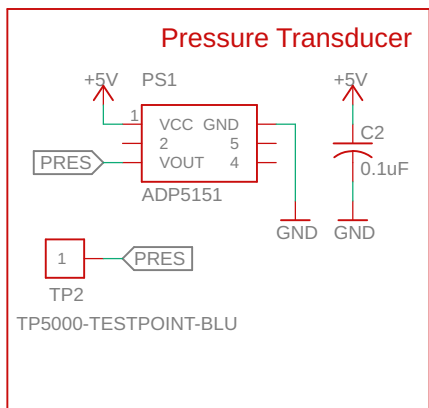 Pressure Transducer
+5V PS1 +5V
1 VCC GND
2 5
PRES VOUT 4
C2
0.1uF
ADP5151
GND GND
1 PRES
TP2
TP5000-TESTPOINT-BLU